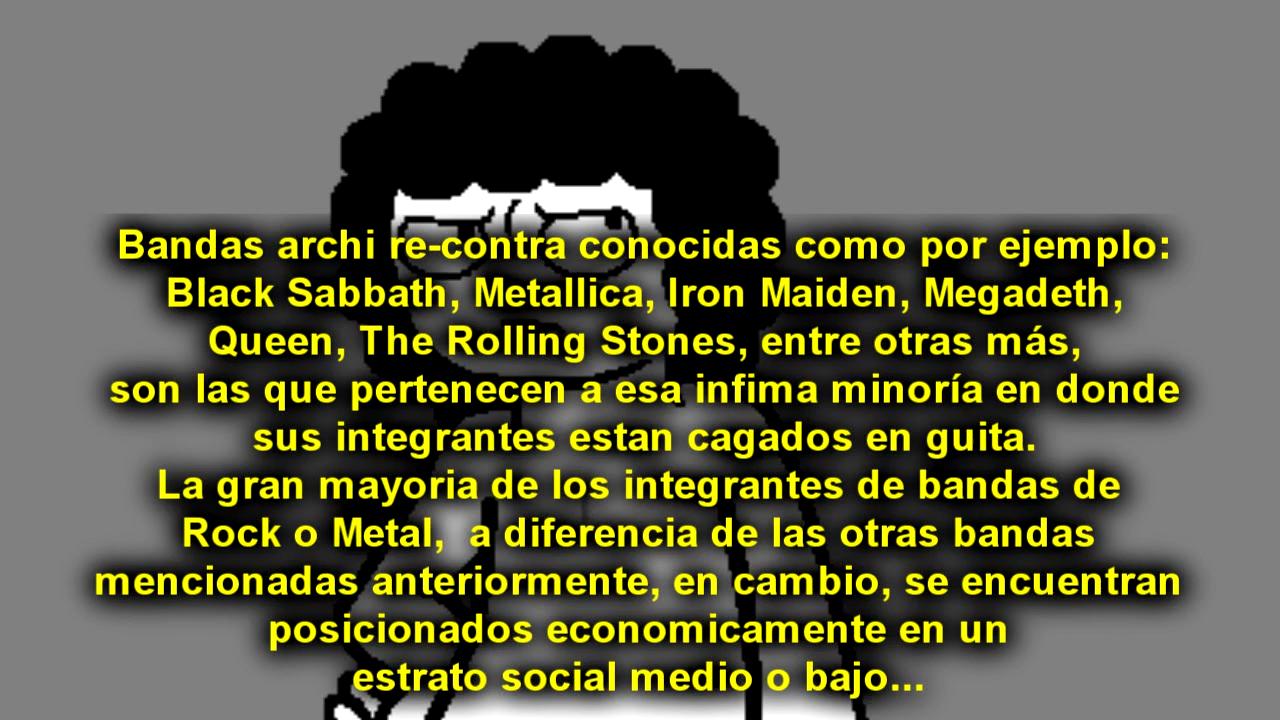 Bandas archi re-contra conocidas como por ejemplo:
Black Sabbath, Metallica, Iron Maiden, Megadeth,
Queen, The Rolling Stones, entre otras más,
son las que pertenecen a esa infima minoría en donde
sus integrantes estan cagados en guita.
La gran mayoria de los integrantes de bandas de
Rock o Metal,  a diferencia de las otras bandas
mencionadas anteriormente, en cambio, se encuentran
posicionados economicamente en un
estrato social medio o bajo...